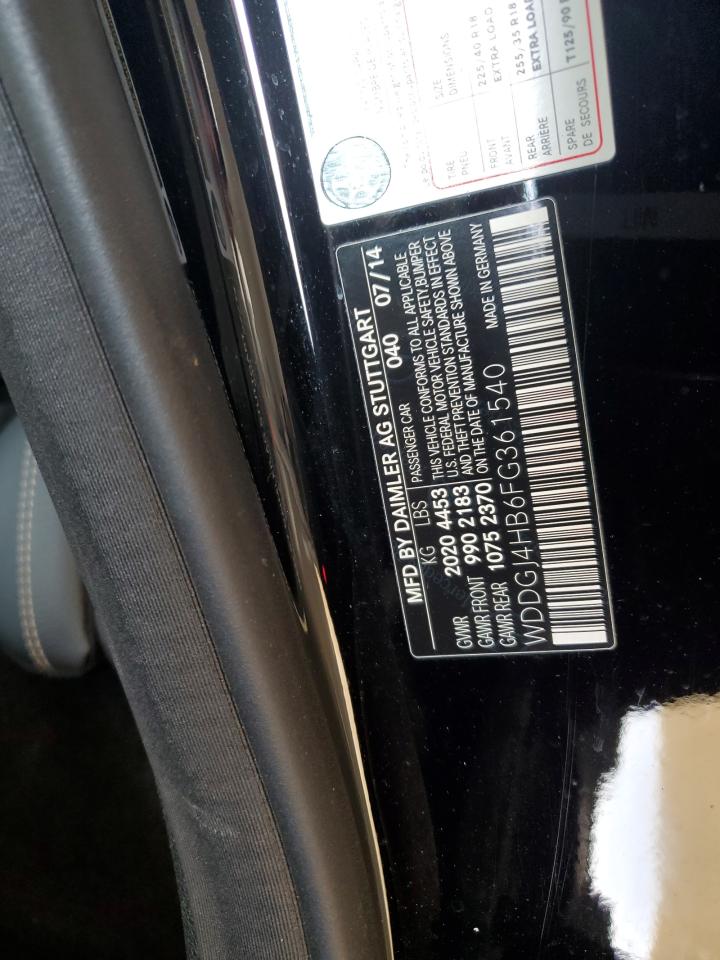 TIRE
PNEU
SIZE
DIMENSIONS
FRONT
AVANT
225/40 R18
EXTRA LOAD
REAR
ARRIÈRE
255/35 R18
EXTRA LOAD
SPARE
DE SECOURS
T125/90
MFD BY DAIMLER AG STUTTGART
KG LBS PASSENGER CAR 040 07/14
GVWR 2020 4453 THIS VEHICLE CONFORMS TO ALL APPLICABLE
GAWR FRONT 990 2183 U.S. FEDERAL MOTOR VEHICLE SAFETY,BUMPER
GAWR REAR 1075 2370 AND THEFT PREVENTION STANDARDS IN EFFECT
ON THE DATE OF MANUFACTURE SHOWN ABOVE
WDDGJ4HB6FG361540 MADE IN GERMANY